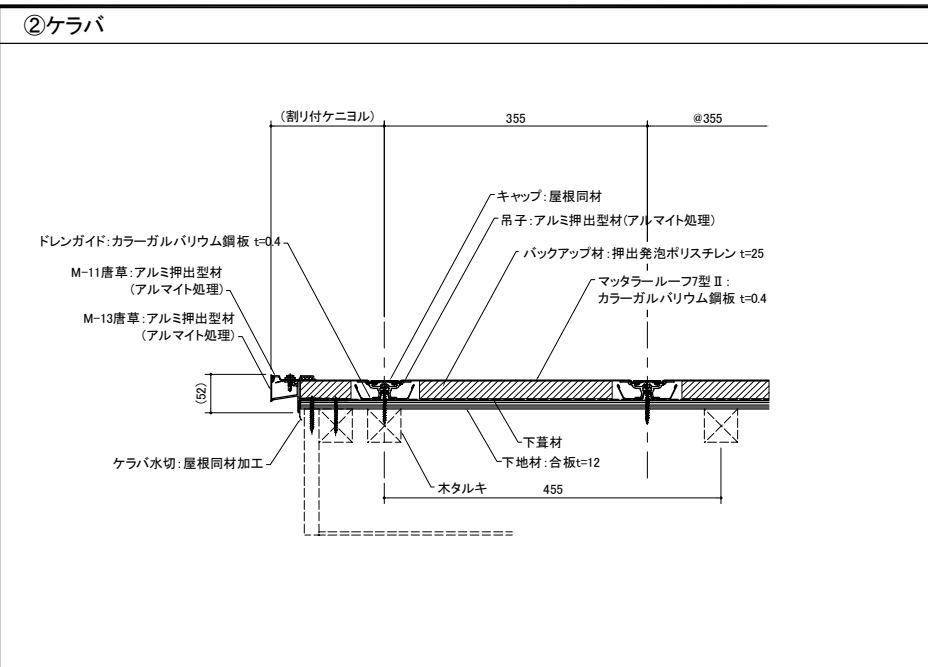 ②ケラバ
(割リ付ケニヨル)
355
@355
キャップ：屋根同材
吊子：アルミ押出型材(アルマイト処理)
ドレンガイド：カラーガルバリウム鋼板 t=0.4
バックアップ材：押出発泡ポリスチレン t=25
M-11唐草：アルミ押出型材
(アルマイト処理)
マッタラールーフ7型Ⅱ：
カラーガルバリウム鋼板 t=0.4
M-13唐草：アルミ押出型材
(アルマイト処理)
(52)
下葺材
ケラバ水切：屋根同材加工
下地材：合板t=12
木タルキ
455